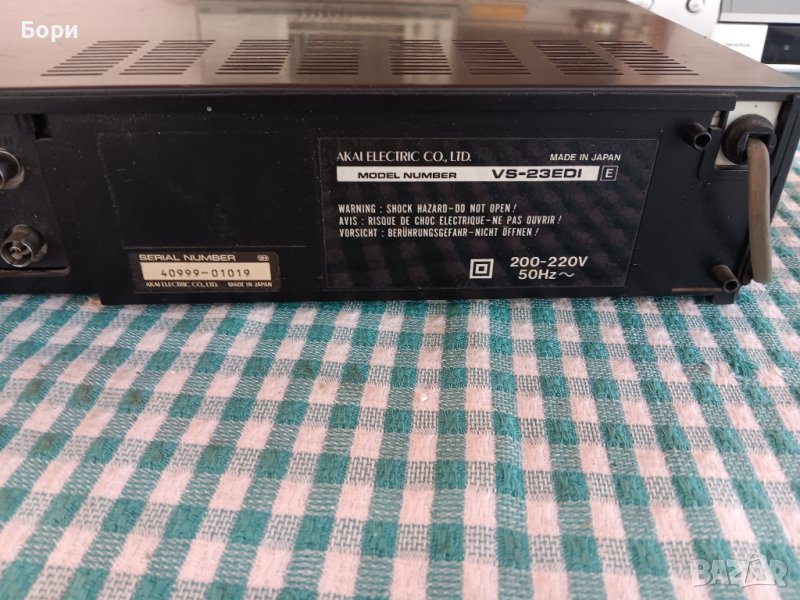 Бори
AKAI ELECTRIC CO., LTD. MADE IN JAPAN
MODEL NUMBER VS-23EDI E
WARNING : SHOCK HAZARD-DO NOT OPEN!
AVIS : RISQUE DE CHOC ELECTRIQUE-NE PAS OUVRIR!
VORSICHT : BERÜHRUNGSGEFAHR-NICHT ÖFFNEN!
200-220V
50Hz~
SERIAL NUMBER
40999-01019
AKAI ELECTRIC CO., LTD. MADE IN JAPAN
BAZAR